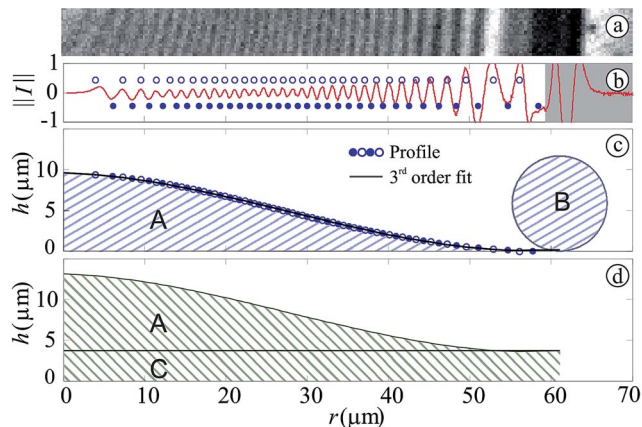 a
1
0
-1
||I||
b
Profile
3rd order fit
c
10
5
0
h(μm)
A
B
d
10
5
0
h(μm)
A
C
0 10 20 30 40 50 60 70
r(μm)